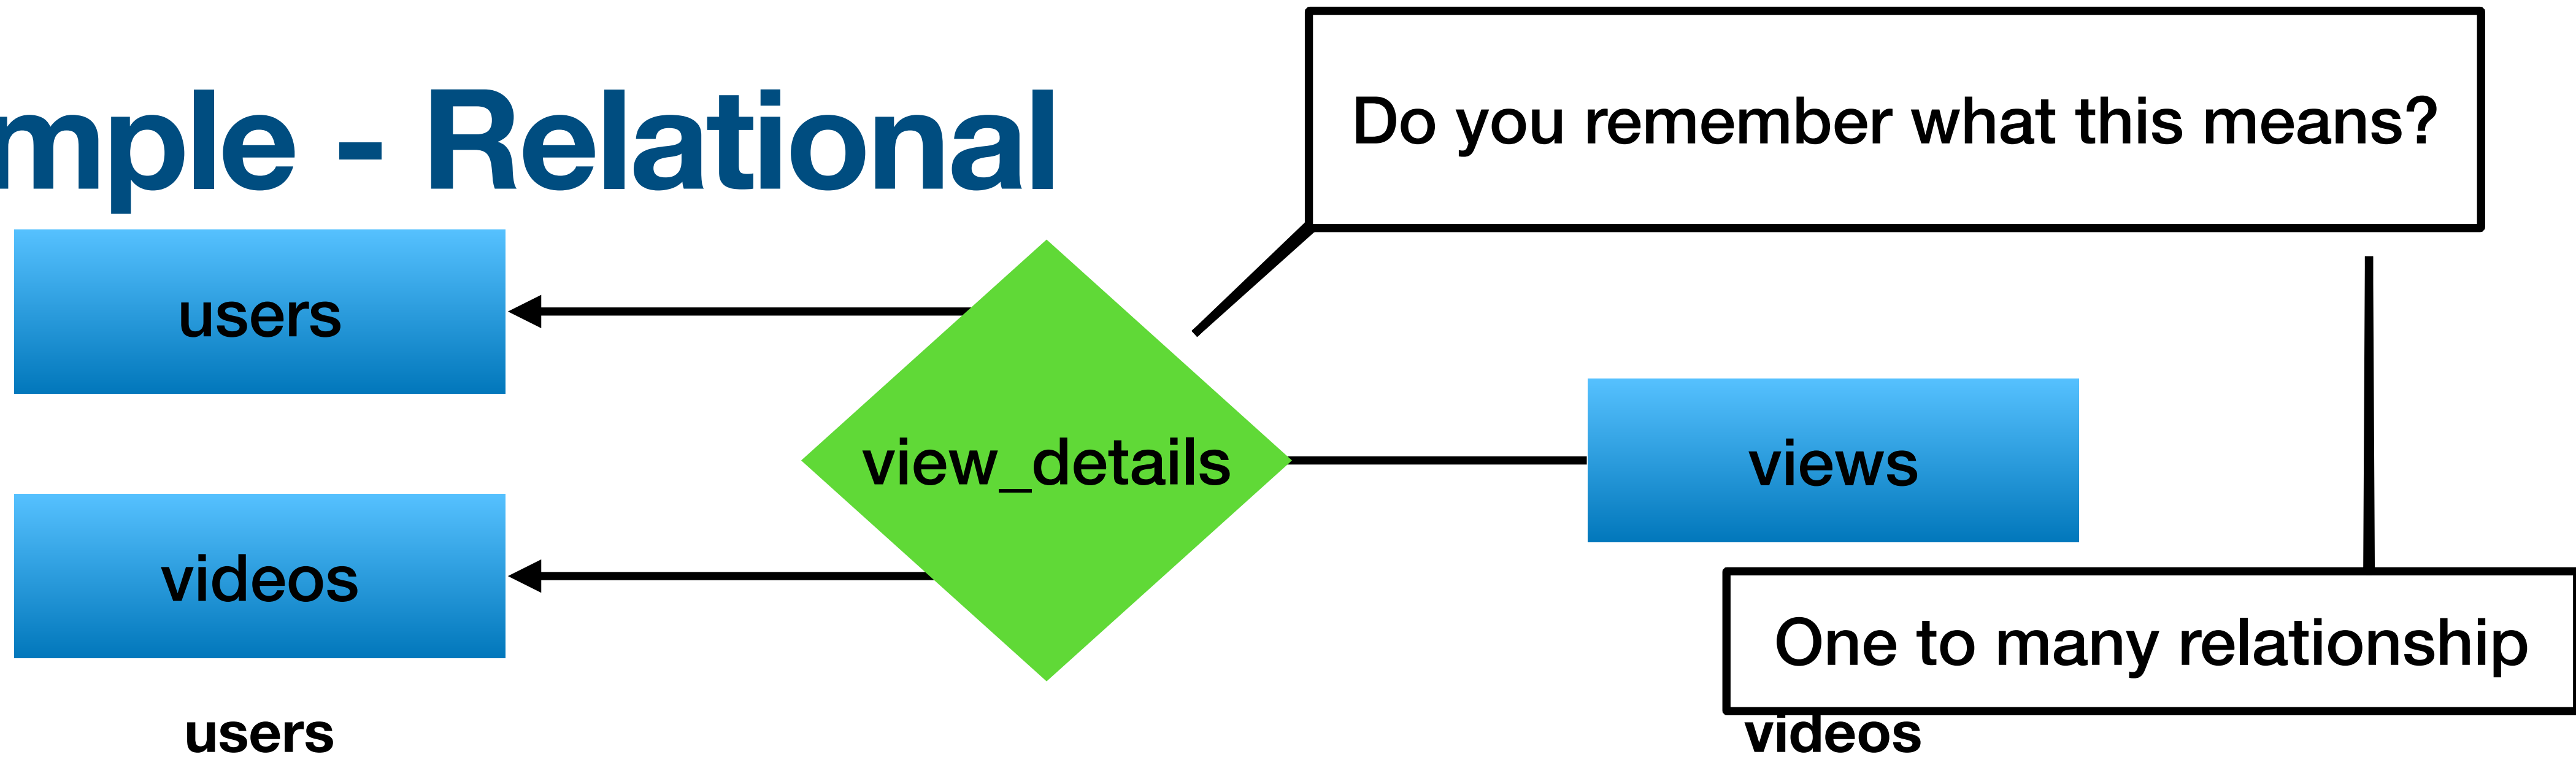 mple - Relational
Do you remember what this means?
users
view_details
views
videos
One to many relationship
users
videos